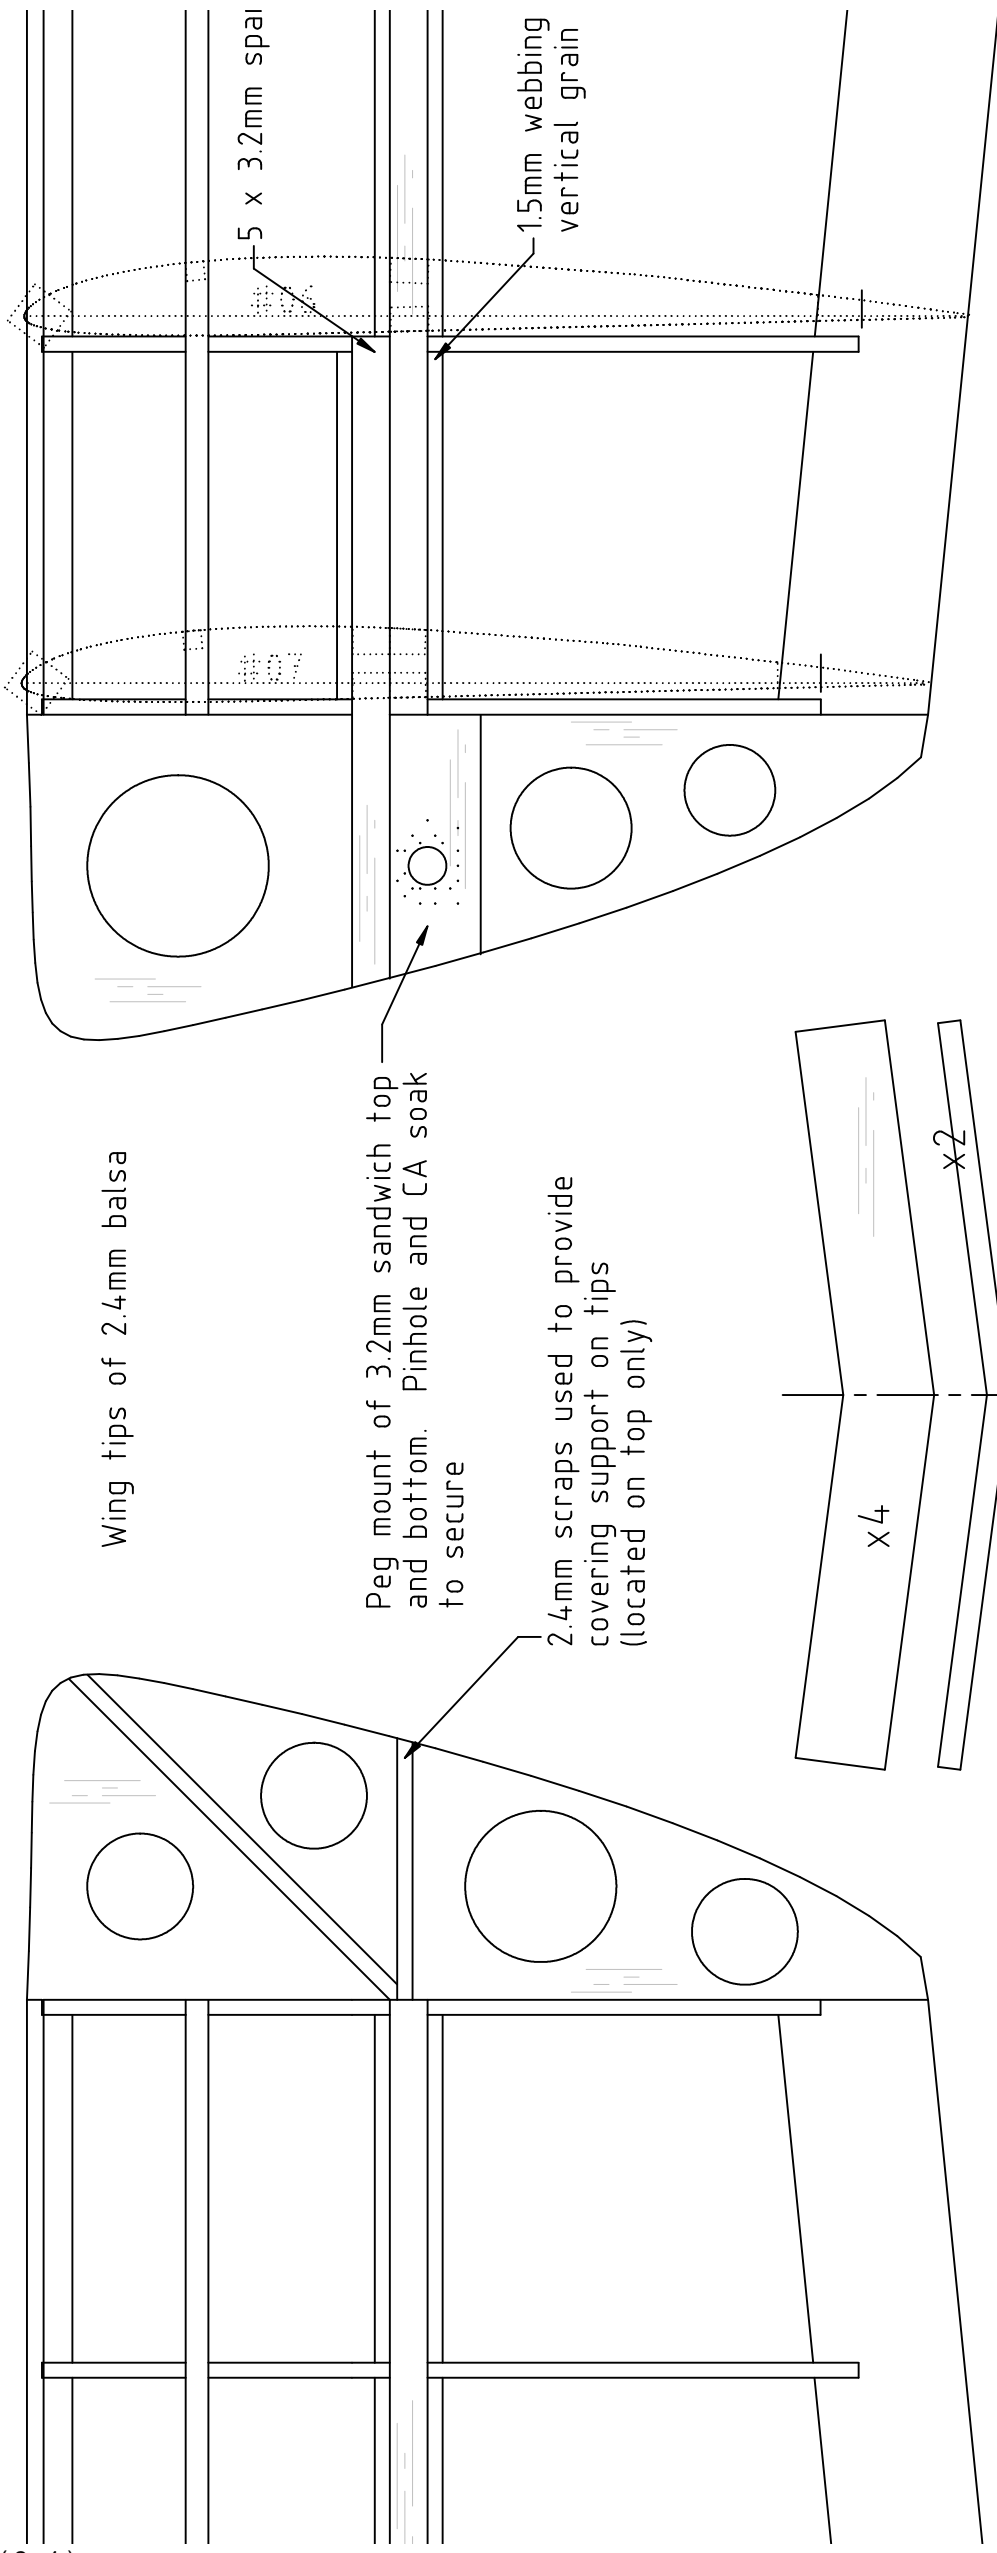 5 x 3.2mm spar
1.5mm webbing
vertical grain
#06
#07
Wing tips of 2.4mm balsa
Peg mount of 3.2mm sandwich top
and bottom. Pinhole and CA soak
to secure
2.4mm scraps used to provide
covering support on tips
(located on top only)
x2
x4